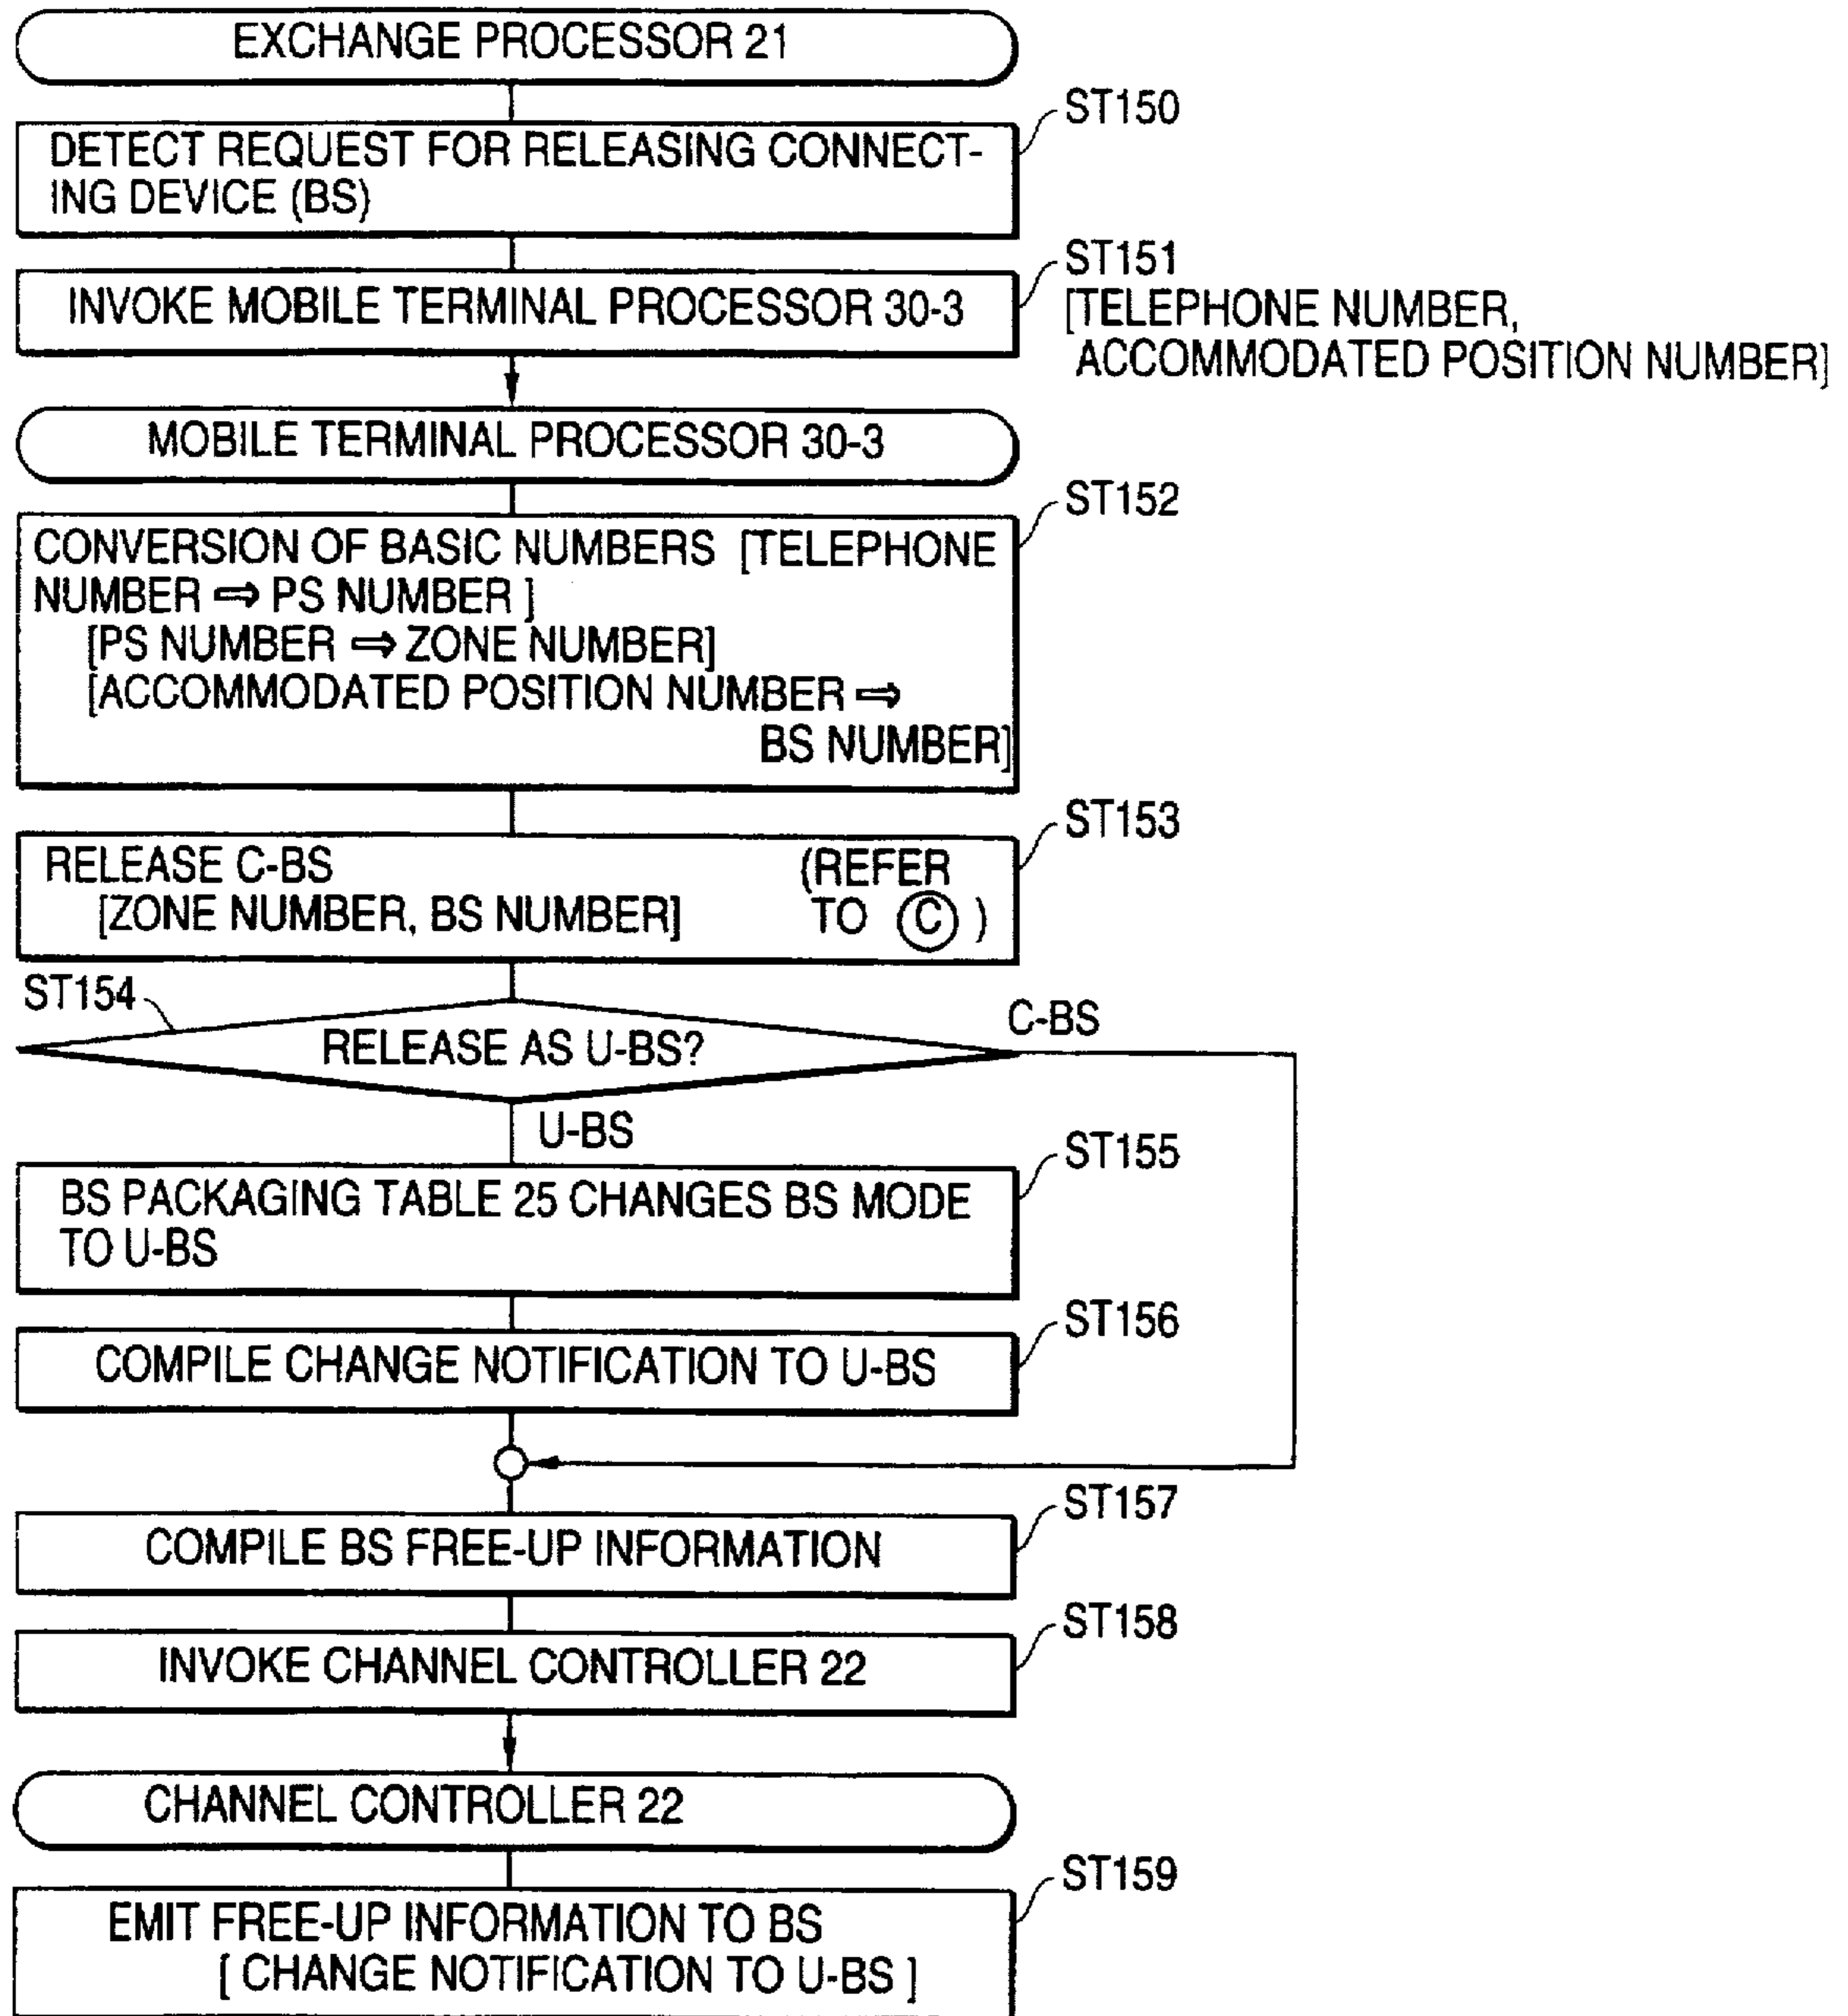 EXCHANGE PROCESSOR 21
ST150
DETECT REQUEST FOR RELEASING CONNECT-
ING DEVICE (BS)
ST151
INVOKE MOBILE TERMINAL PROCESSOR 30-3
[TELEPHONE NUMBER,
ACCOMMODATED POSITION NUMBER]
MOBILE TERMINAL PROCESSOR 30-3
ST152
CONVERSION OF BASIC NUMBERS [TELEPHONE
NUMBER ⇒ PS NUMBER ]
[PS NUMBER ⇒ ZONE NUMBER]
[ACCOMMODATED POSITION NUMBER ⇒
BS NUMBER]
ST153
RELEASE C-BS (REFER
[ZONE NUMBER, BS NUMBER] TO Ⓒ )
ST154
RELEASE AS U-BS?
C-BS
U-BS
ST155
BS PACKAGING TABLE 25 CHANGES BS MODE
TO U-BS
ST156
COMPILE CHANGE NOTIFICATION TO U-BS
ST157
COMPILE BS FREE-UP INFORMATION
ST158
INVOKE CHANNEL CONTROLLER 22
CHANNEL CONTROLLER 22
ST159
EMIT FREE-UP INFORMATION TO BS
[ CHANGE NOTIFICATION TO U-BS ]